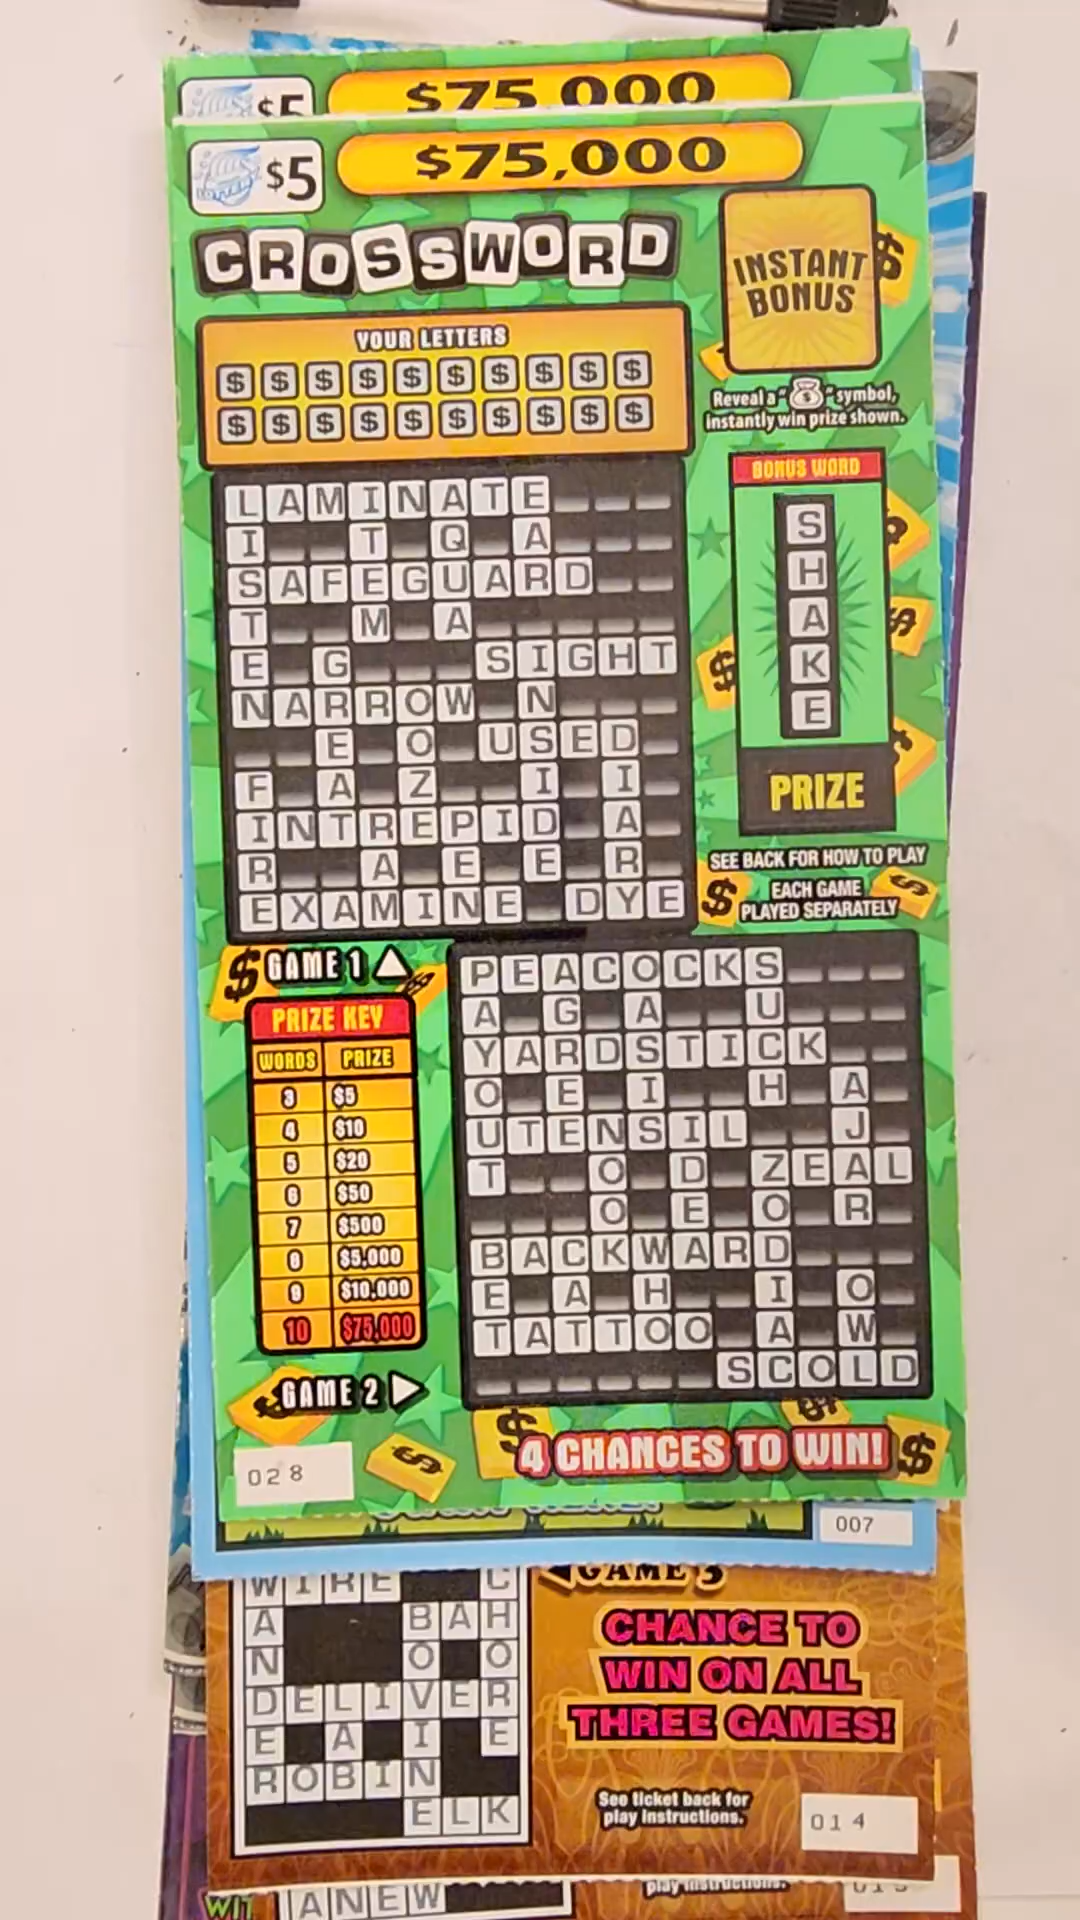 $5
$75,000
LOTTERY
$5
$75,000
CROSSWORD
INSTANT
BONUS
YOUR LETTERS
$ $ $ $ $ $ $ $ $ $
$ $ $ $ $ $ $ $ $ $
Reveal a "$" symbol,
instantly win prize shown.
BONUS WORD
S
H
A
K
E
PRIZE
SEE BACK FOR HOW TO PLAY
EACH GAME
PLAYED SEPARATELY
LAMINATE
I T Q A
SAFEGUARD
T M A
E G SIGHT
NARROW N
E O USED
F A Z I I
INTREPID A
R A E E R
EXAMINE DYE
GAME 1
PRIZE KEY
WORDS PRIZE
3 $5
4 $10
5 $20
6 $50
7 $500
8 $5,000
9 $10,000
10 $75,000
GAME 2
PEACOCKS
A G A U
YARDSTICK
O E I H A
UTENSIL J
T O D ZEAL
O E O R
BACKWARD
E A H I O
TATTOO A W
SCOLD
4 CHANCES TO WIN!
028
007
WIRE C
A BAH
N O O
DELIVER
E A I E
ROBIN
ELK
GAME 3
CHANCE TO
WIN ON ALL
THREE GAMES!
See ticket back for
play instructions.
014
WIT
ANEW
play instructions.